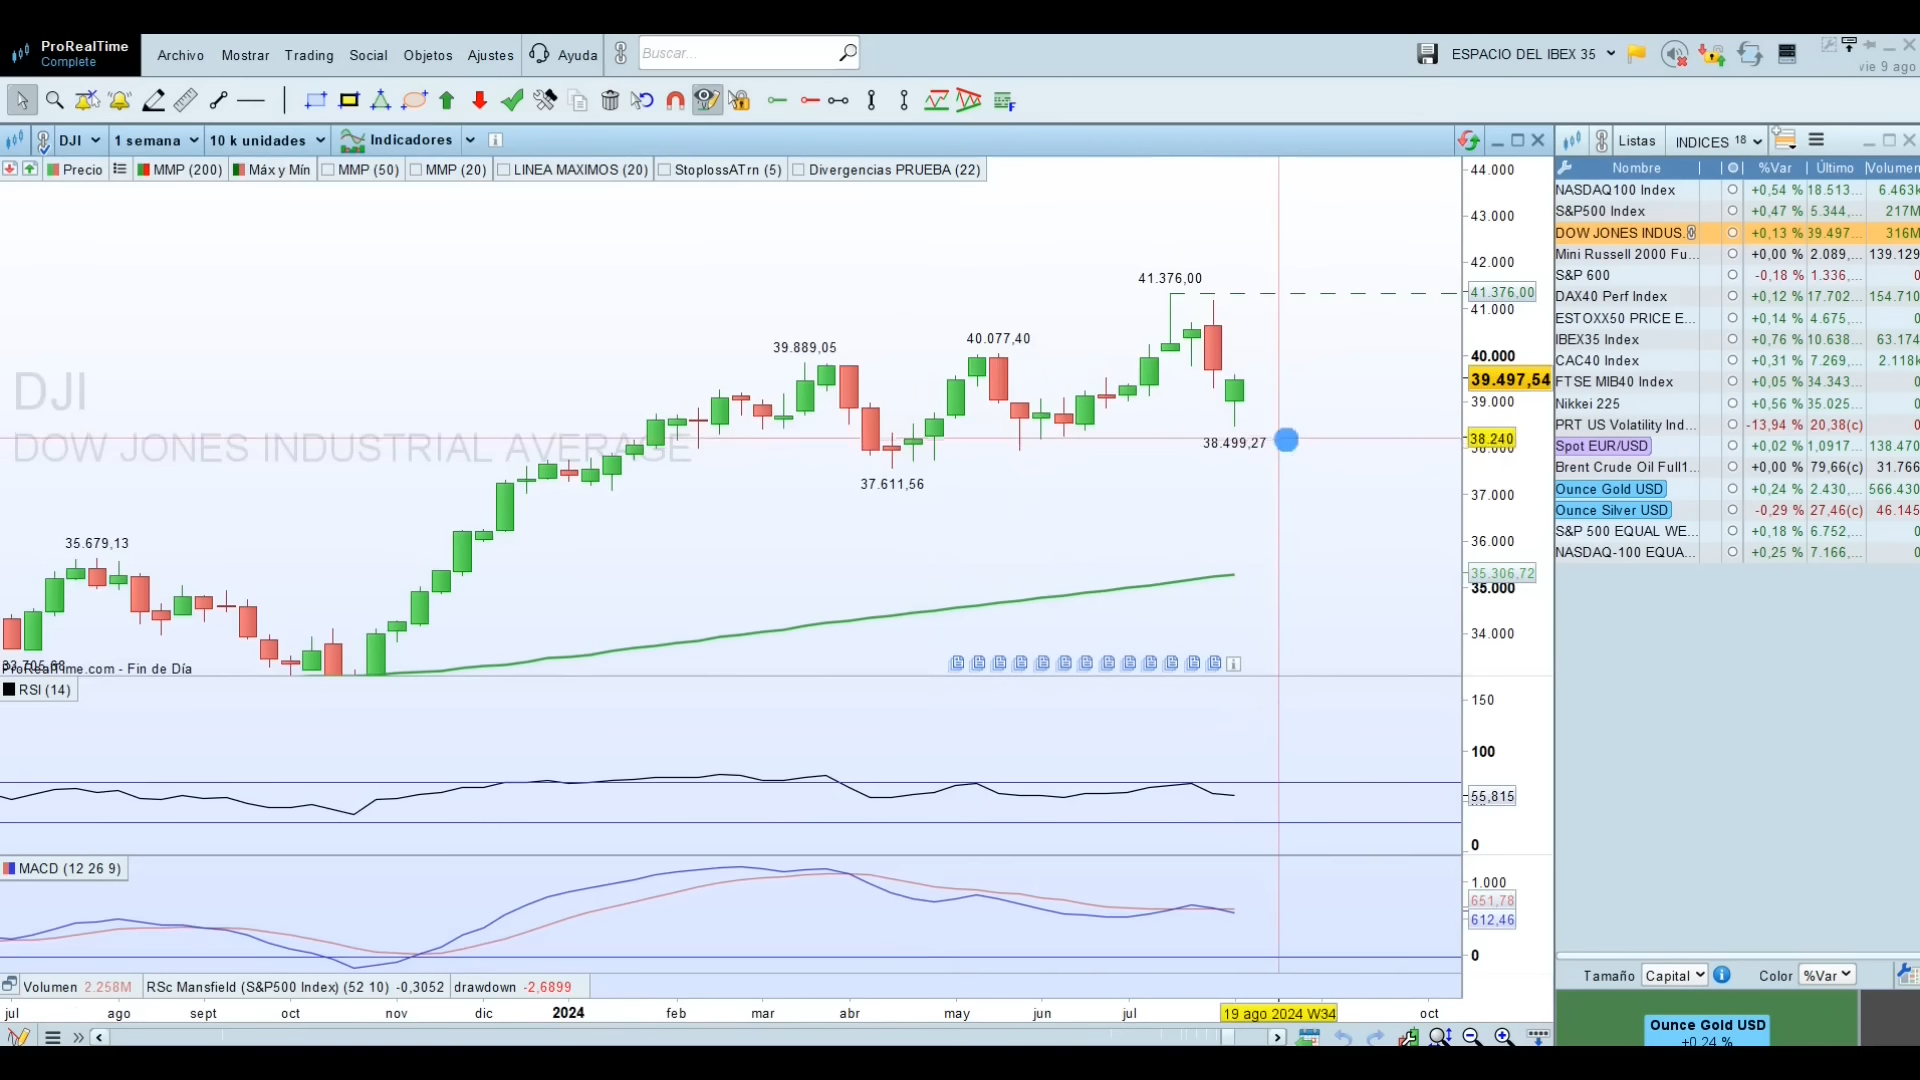 ProRealTime
Complete
Archivo Mostrar Trading Social Objetos Ajustes Ayuda Buscar... ESPACIO DEL IBEX 35
vie 9 ago
DJI 1 semana 10 k unidades Indicadores Listas INDICES 18
Precio MMP (200) Máx y Mín MMP (50) MMP (20) LINEA MAXIMOS (20) StoplossATrn (5) Divergencias PRUEBA (22)
Nombre %Var Último Volumen
NASDAQ100 Index +0,54 % 18.513... 6.463k
S&P500 Index +0,47 % 5.344,... 217M
DOW JONES INDUS. +0,13 % 39.497... 316M
Mini Russell 2000 Fu... +0,00 % 2.089,... 139.129
S&P 600 -0,18 % 1.336,... 0
DAX40 Perf Index +0,12 % 17.702... 154.710
ESTOXX50 PRICE E... +0,14 % 4.675,... 0
IBEX35 Index +0,76 % 10.638... 63.174
CAC40 Index +0,31 % 7.269,... 2.118k
FTSE MIB40 Index +0,05 % 34.343... 0
Nikkei 225 +0,56 % 35.025... 0
PRT US Volatility Ind... -13,94 % 20,38(c) 0
Spot EUR/USD +0,02 % 1,0917... 138.470
Brent Crude Oil Full1... +0,00 % 79,66(c) 31.766
Ounce Gold USD +0,24 % 2.430,... 566.430
Ounce Silver USD -0,29 % 27,46(c) 46.145
S&P 500 EQUAL WE... +0,18 % 6.752,... 0
NASDAQ-100 EQUA... +0,25 % 7.166,... 0
44.000
43.000
42.000
41.376,00
41.376,00
41.000
40.077,40
39.889,05
40.000
39.497,54
39.000
DJI
DOW JONES INDUSTRIAL AVERAGE
38.240
38.499,27
38.000
37.611,56
37.000
36.000
35.679,13
35.306,72
35.000
34.000
33.705,68
ProRealTime.com - Fin de Día
RSI (14)
150
100
55,815
0
MACD (12 26 9)
1.000
651,78
612,46
0
Volumen 2.258M RSc Mansfield (S&P500 Index) (52 10) -0,3052 drawdown -2,6899
jul ago sept oct nov dic 2024 feb mar abr may jun jul 19 ago 2024 W34 oct
Tamaño Capital Color %Var
Ounce Gold USD
+0,24 %